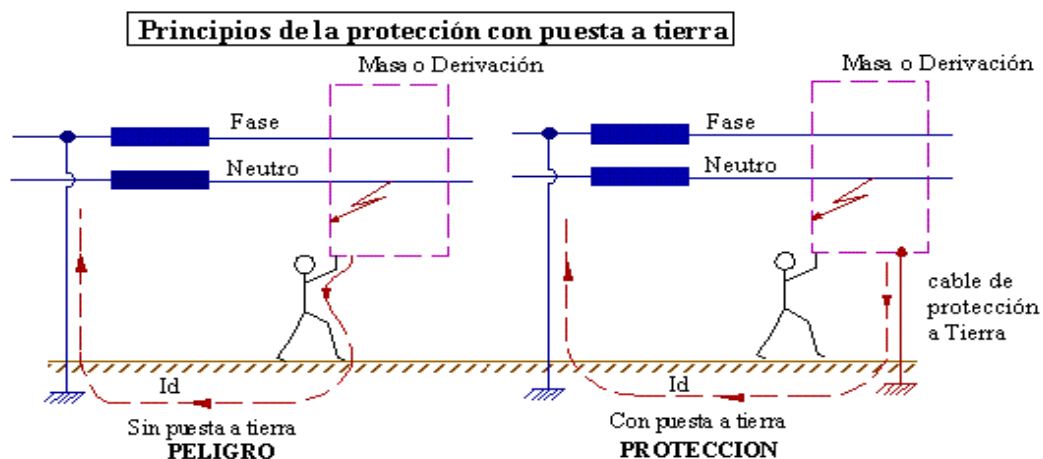 Principios de la protección con puesta a tierra
Masa o Derivación
Fase
Neutro
Id
Sin puesta a tierra
PELIGRO
Masa o Derivación
Fase
Neutro
cable de
protección
a Tierra
Id
Con puesta a tierra
PROTECCION